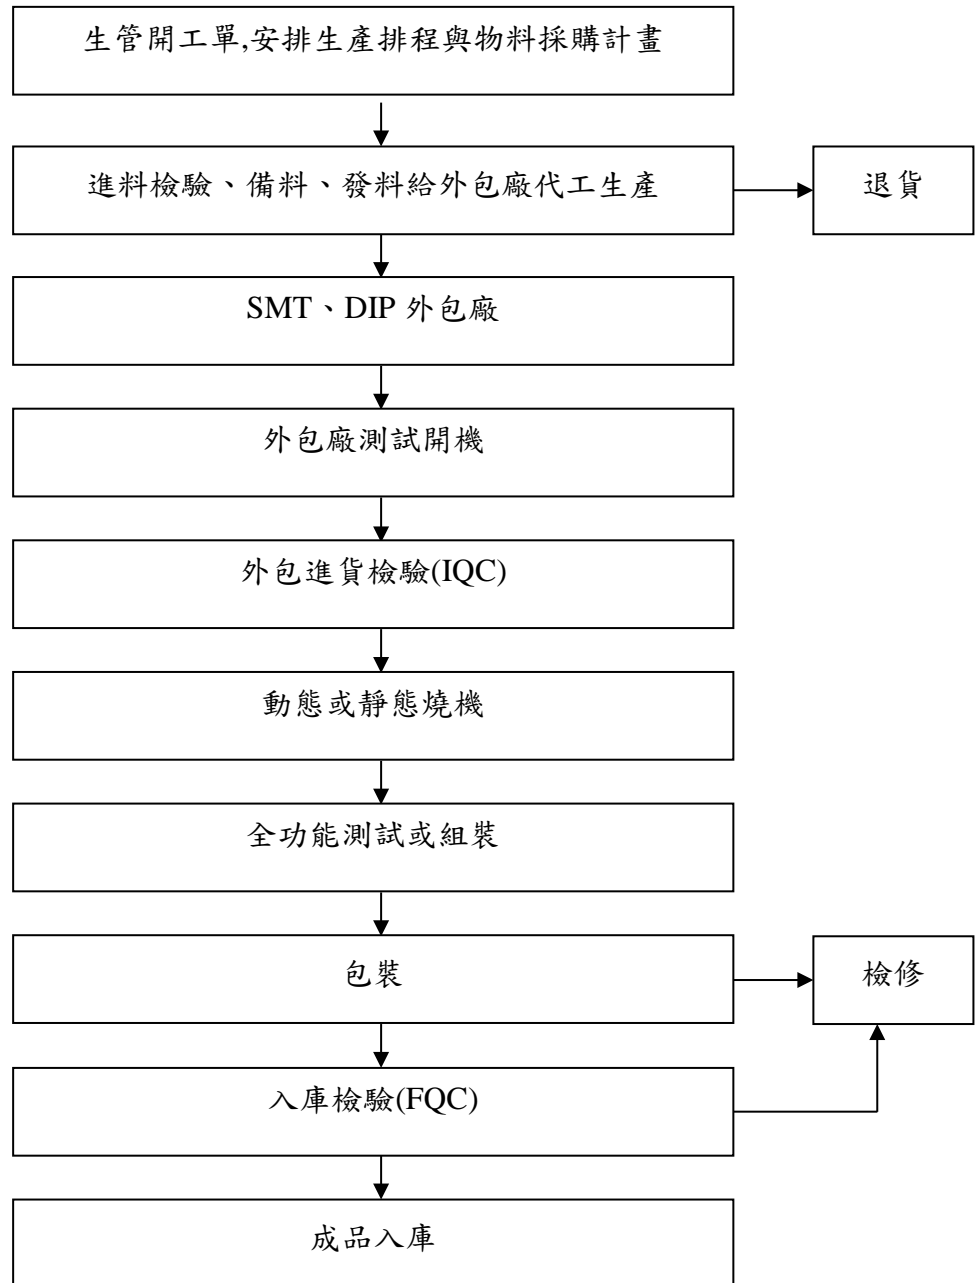 生管開工單,安排生產排程與物料採購計畫
進料檢驗、備料、發料給外包廠代工生產
退貨
SMT、DIP 外包廠
外包廠測試開機
外包進貨檢驗(IQC)
動態或靜態燒機
全功能測試或組裝
包裝
檢修
入庫檢驗(FQC)
成品入庫